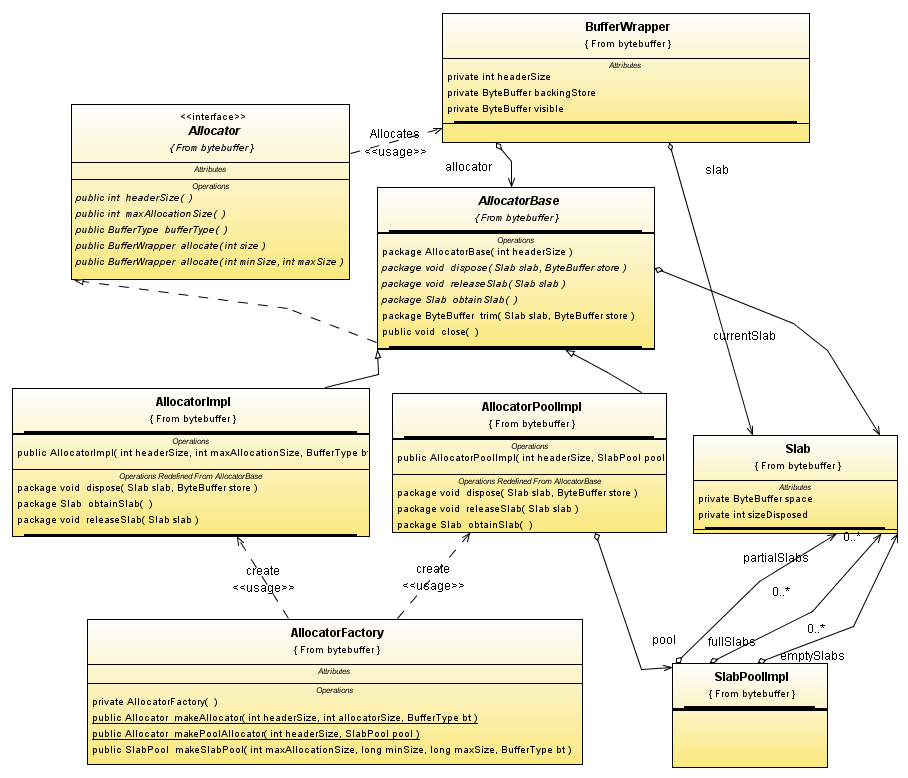 BufferWrapper
{ From bytebuffer }
Attributes
private int headerSize
private ByteBuffer backingStore
private ByteBuffer visible
<<interface>>
Allocator
{ From bytebuffer }
Attributes
Operations
public int headerSize( )
public int maxAllocationSize( )
public BufferType bufferType( )
public BufferWrapper allocate( int size )
public BufferWrapper allocate( int minSize, int maxSize )
Allocates
<<usage>>
allocator
slab
AllocatorBase
{ From bytebuffer }
Operations
package AllocatorBase( int headerSize )
package void dispose( Slab slab, ByteBuffer store )
package void releaseSlab( Slab slab )
package Slab obtainSlab( )
package ByteBuffer trim( Slab slab, ByteBuffer store )
public void close( )
currentSlab
AllocatorImpl
{ From bytebuffer }
Operations
public AllocatorImpl( int headerSize, int maxAllocationSize, BufferType bt
Operations Redefined From AllocatorBase
package void dispose( Slab slab, ByteBuffer store )
package Slab obtainSlab( )
package void releaseSlab( Slab slab )
AllocatorPoolImpl
{ From bytebuffer }
Operations
public AllocatorPoolImpl( int headerSize, SlabPool pool
Operations Redefined From AllocatorBase
package void dispose( Slab slab, ByteBuffer store )
package void releaseSlab( Slab slab )
package Slab obtainSlab( )
Slab
{ From bytebuffer }
Attributes
private ByteBuffer space
private int sizeDisposed
0..*
partialSlabs
0..*
0..*
fullSlabs
emptySlabs
pool
create
<<usage>>
create
<<usage>>
AllocatorFactory
{ From bytebuffer }
Attributes
Operations
private AllocatorFactory( )
public Allocator makeAllocator( int headerSize, int allocatorSize, BufferType bt )
public Allocator makePoolAllocator( int headerSize, SlabPool pool )
public SlabPool makeSlabPool( int maxAllocationSize, long minSize, long maxSize, BufferType bt )
SlabPoolImpl
{ From bytebuffer }